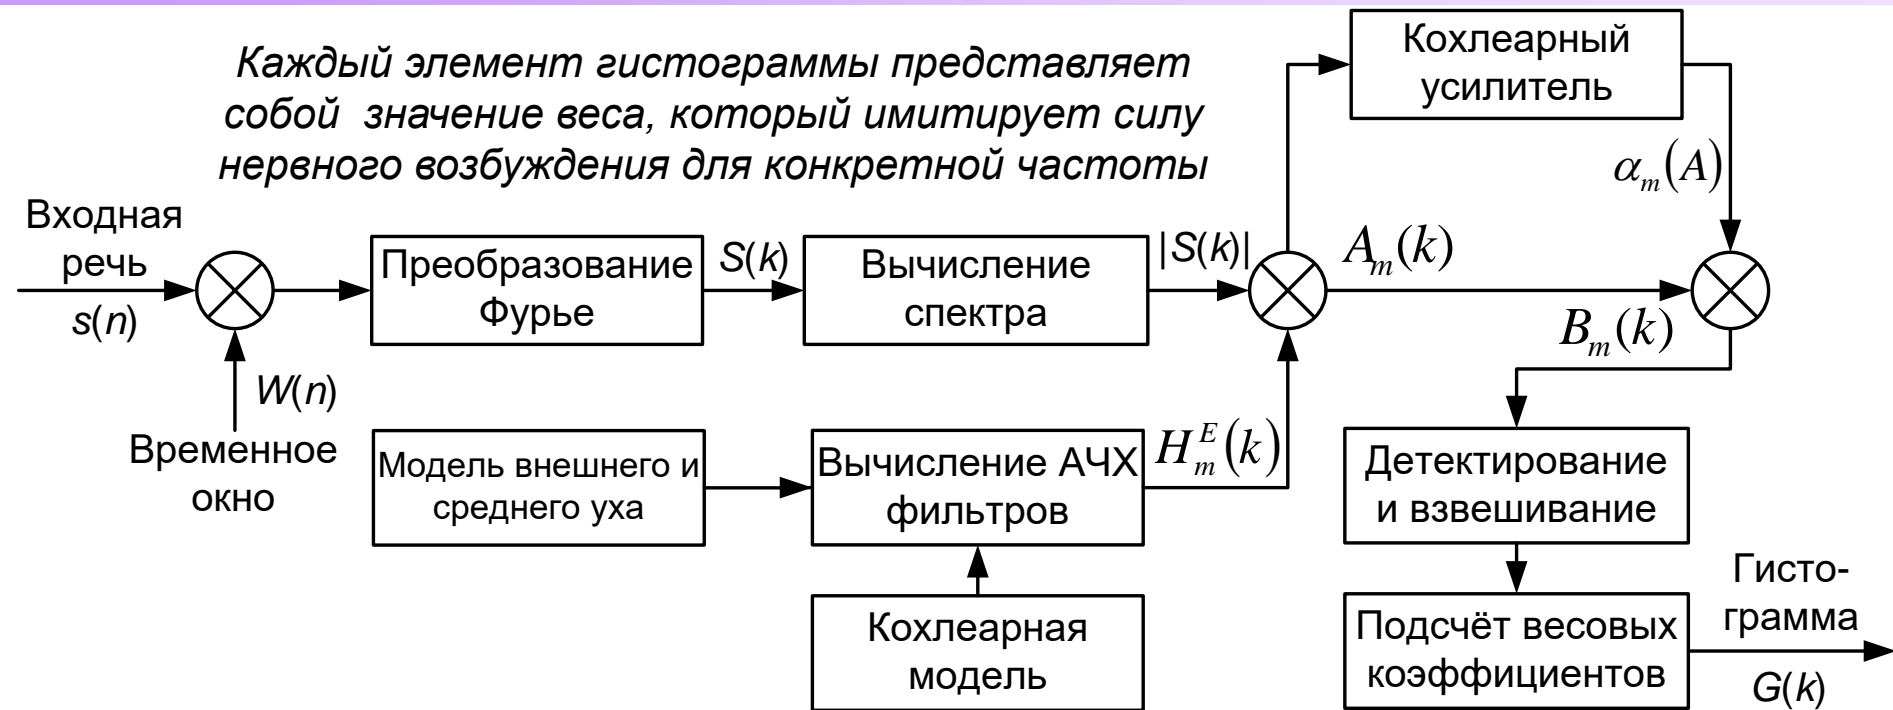 Каждый элемент гистограммы представляет
собой значение веса, который имитирует силу
нервного возбуждения для конкретной частоты
Кохлеарный
усилитель
αₘ(A)
Входная
речь
s(n)
W(n)
Временное
окно
Преобразование
Фурье
S(k)
Вычисление
спектра
|S(k)|
Aₘ(k)
Bₘ(k)
Модель внешнего и
среднего уха
Вычисление АЧХ
фильтров
Hₘᴱ(k)
Кохлеарная
модель
Детектирование
и взвешивание
Подсчёт весовых
коэффициентов
Гисто-
грамма
G(k)